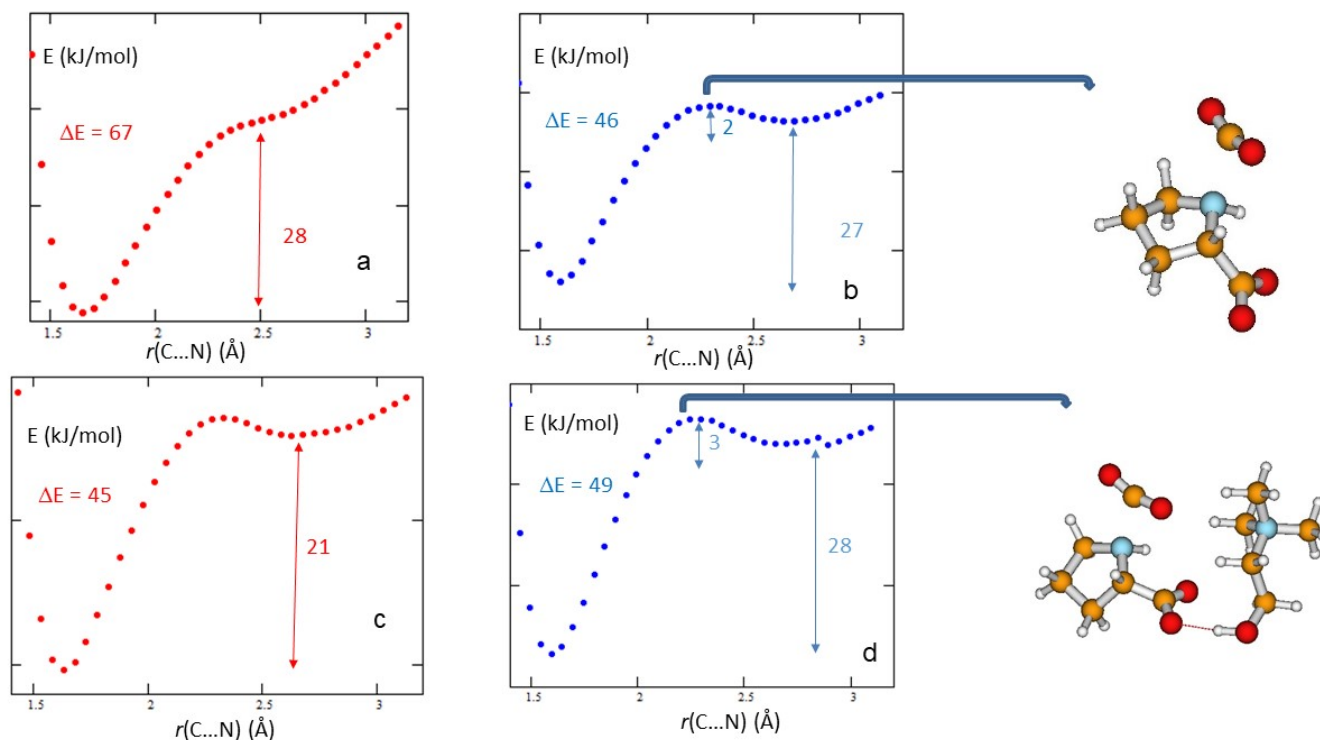 E (kJ/mol)
ΔE = 67
28
a
1.5 2 2.5 3
r(C...N) (Å)
E (kJ/mol)
ΔE = 46
2
27
b
1.5 2 2.5 3
r(C...N) (Å)
E (kJ/mol)
ΔE = 45
21
c
1.5 2 2.5 3
r(C...N) (Å)
E (kJ/mol)
ΔE = 49
3
28
d
1.5 2 2.5 3
r(C...N) (Å)